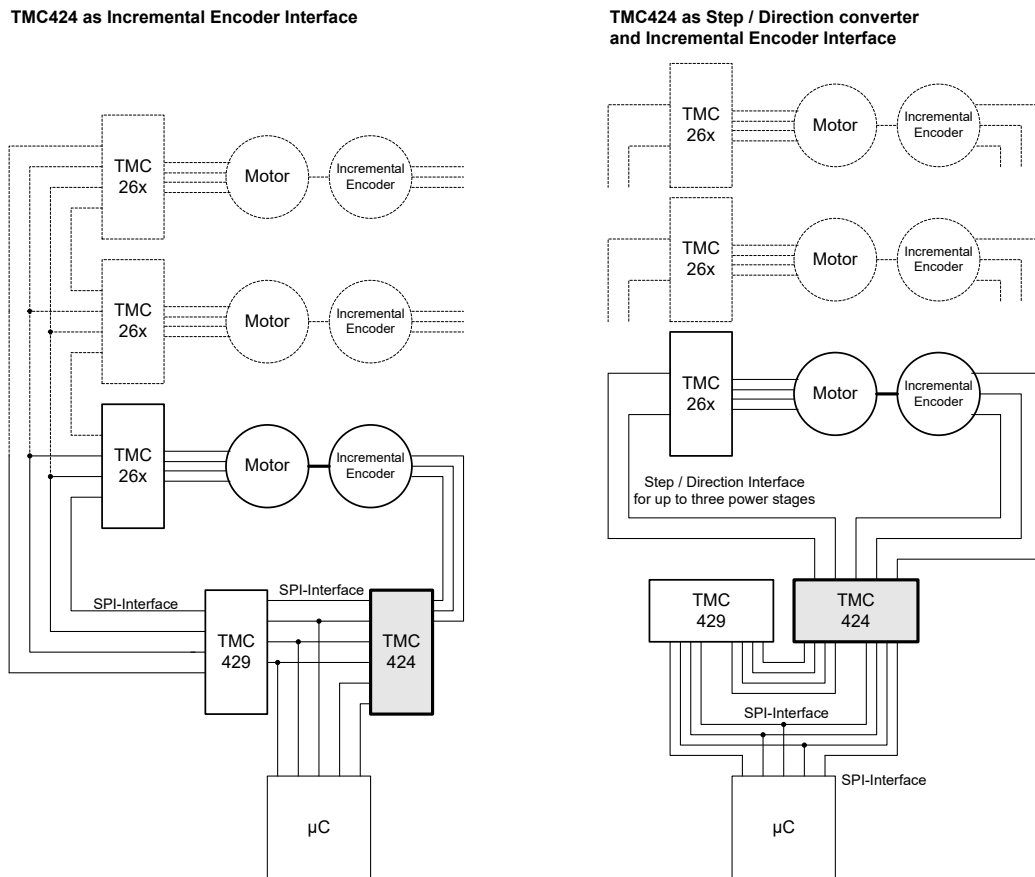 TMC424 as Incremental Encoder Interface
TMC
26x
Motor
Incremental
Encoder
TMC
26x
Motor
Incremental
Encoder
TMC
26x
Motor
Incremental
Encoder
SPI-Interface
SPI-Interface
TMC
429
TMC
424
µC
TMC424 as Step / Direction converter
and Incremental Encoder Interface
TMC
26x
Motor
Incremental
Encoder
TMC
26x
Motor
Incremental
Encoder
TMC
26x
Motor
Incremental
Encoder
Step / Direction Interface
for up to three power stages
TMC
429
TMC
424
SPI-Interface
SPI-Interface
µC